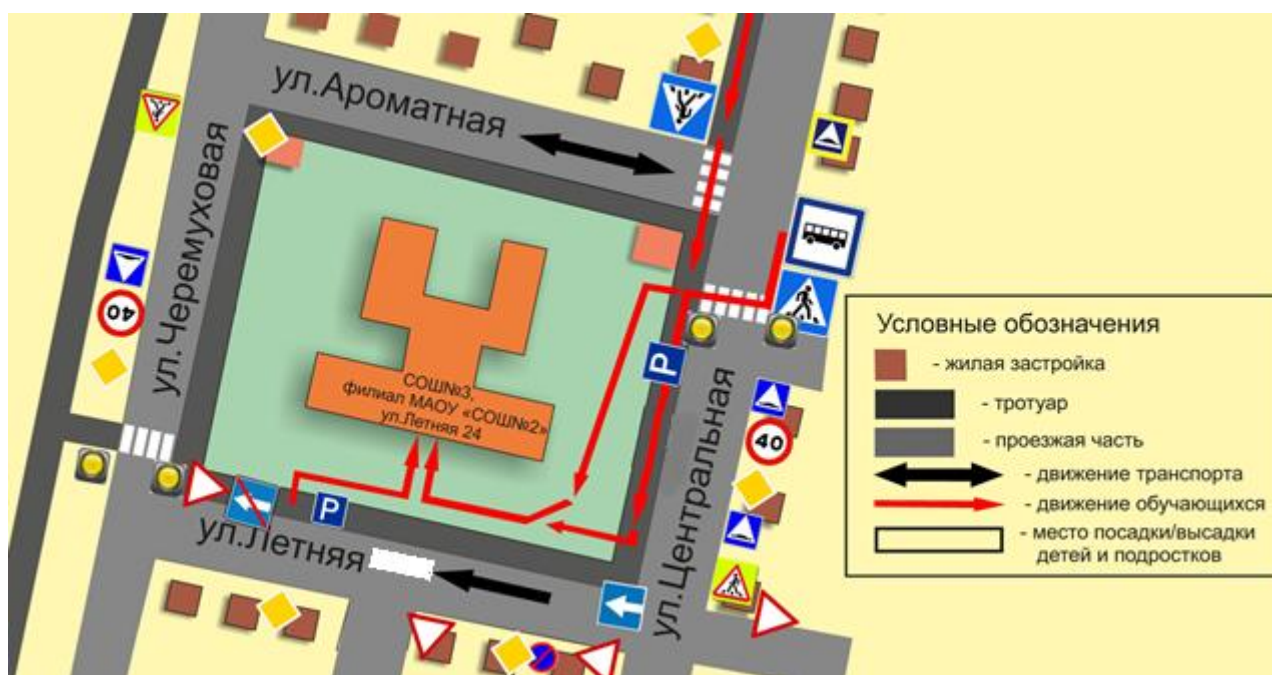 ул.Ароматная
ул.Черемуховая
40
СОШ№3,
филиал МАОУ «СОШ№2»
ул.Летняя 24
P
P
ул.Летняя
ул.Центральная
40
Условные обозначения
- жилая застройка
- тротуар
- проезжая часть
- движение транспорта
- движение обучающихся
- место посадки/высадки
детей и подростков